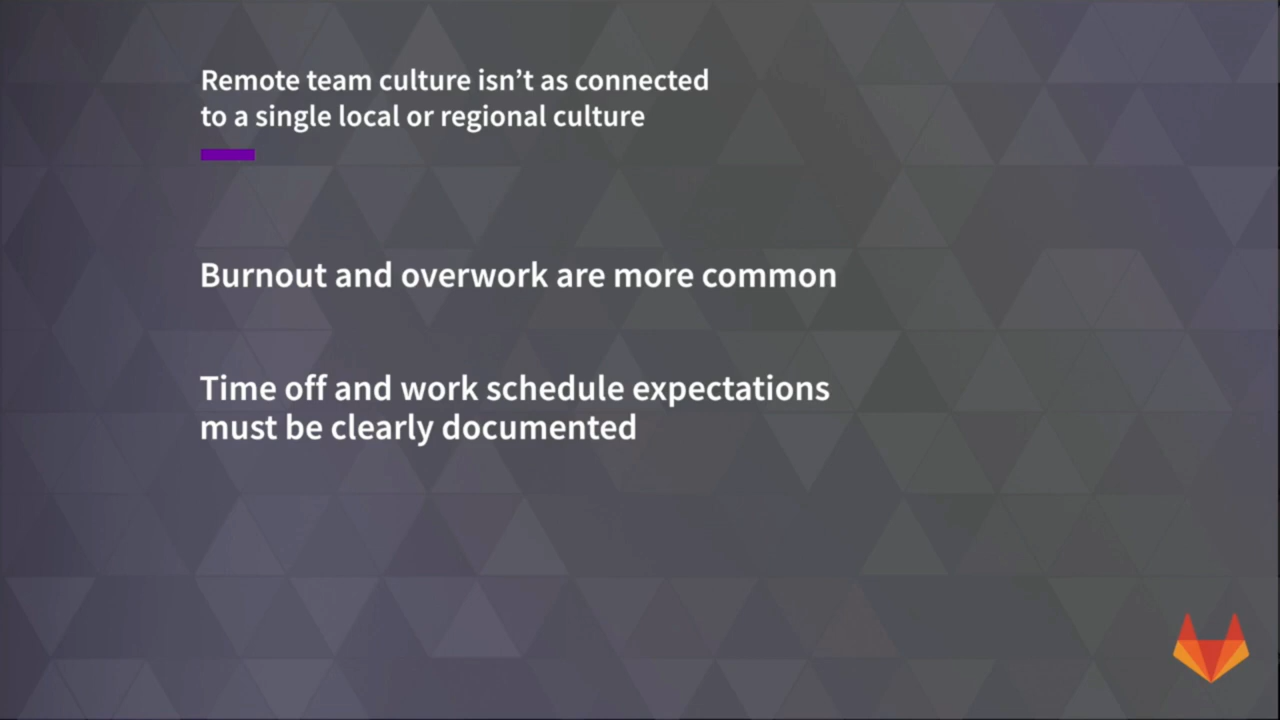 Remote team culture isn’t as connected
to a single local or regional culture
Burnout and overwork are more common
Time off and work schedule expectations
must be clearly documented